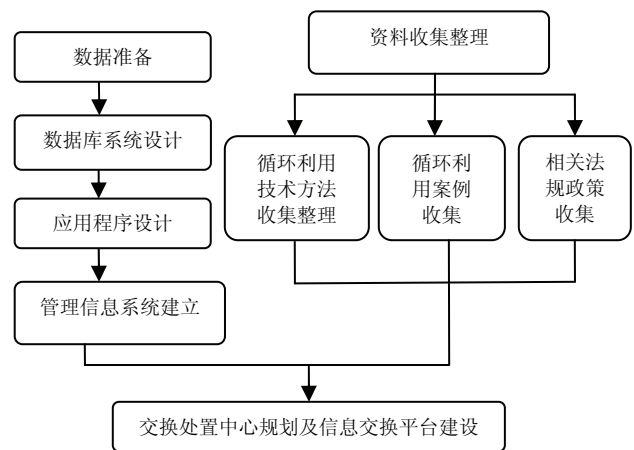 数据准备
数据库系统设计
应用程序设计
管理信息系统建立
资料收集整理
循环利用
技术方法
收集整理
循环利
用案例
收集
相关法
规政策
收集
交换处置中心规划及信息交换平台建设